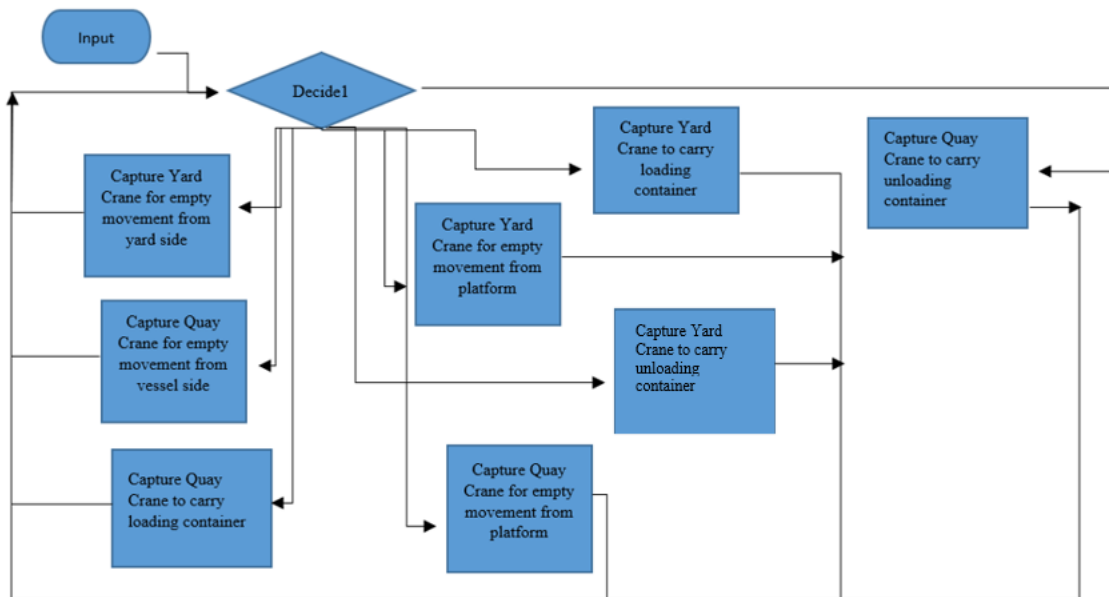 Input
Decide1
Capture Yard
Crane to carry
loading
container
Capture Quay
Crane to carry
unloading
container
Capture Yard
Crane for empty
movement from
yard side
Capture Yard
Crane for empty
movement from
platform
Capture Quay
Crane for empty
movement from
vessel side
Capture Yard
Crane to carry
unloading
container
Capture Quay
Crane to carry
loading container
Capture Quay
Crane for empty
movement from
platform